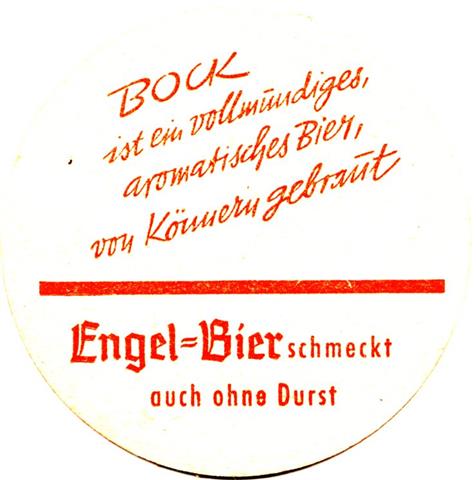 BOCK
ist ein vollmundiges,
aromatisches Bier,
von Könnern gebraut
Engel=Bier schmeckt
auch ohne Durst